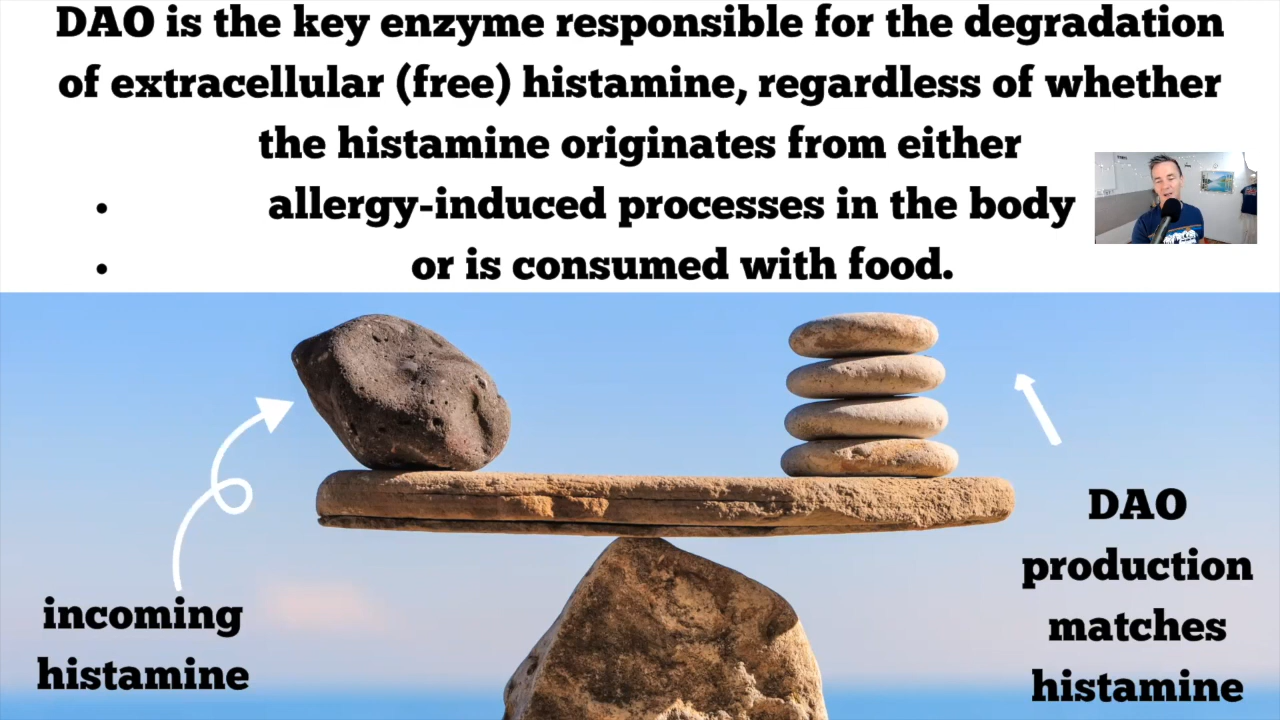 DAO is the key enzyme responsible for the degradation
of extracellular (free) histamine, regardless of whether
the histamine originates from either
• allergy-induced processes in the body
• or is consumed with food.
incoming
histamine
DAO
production
matches
histamine